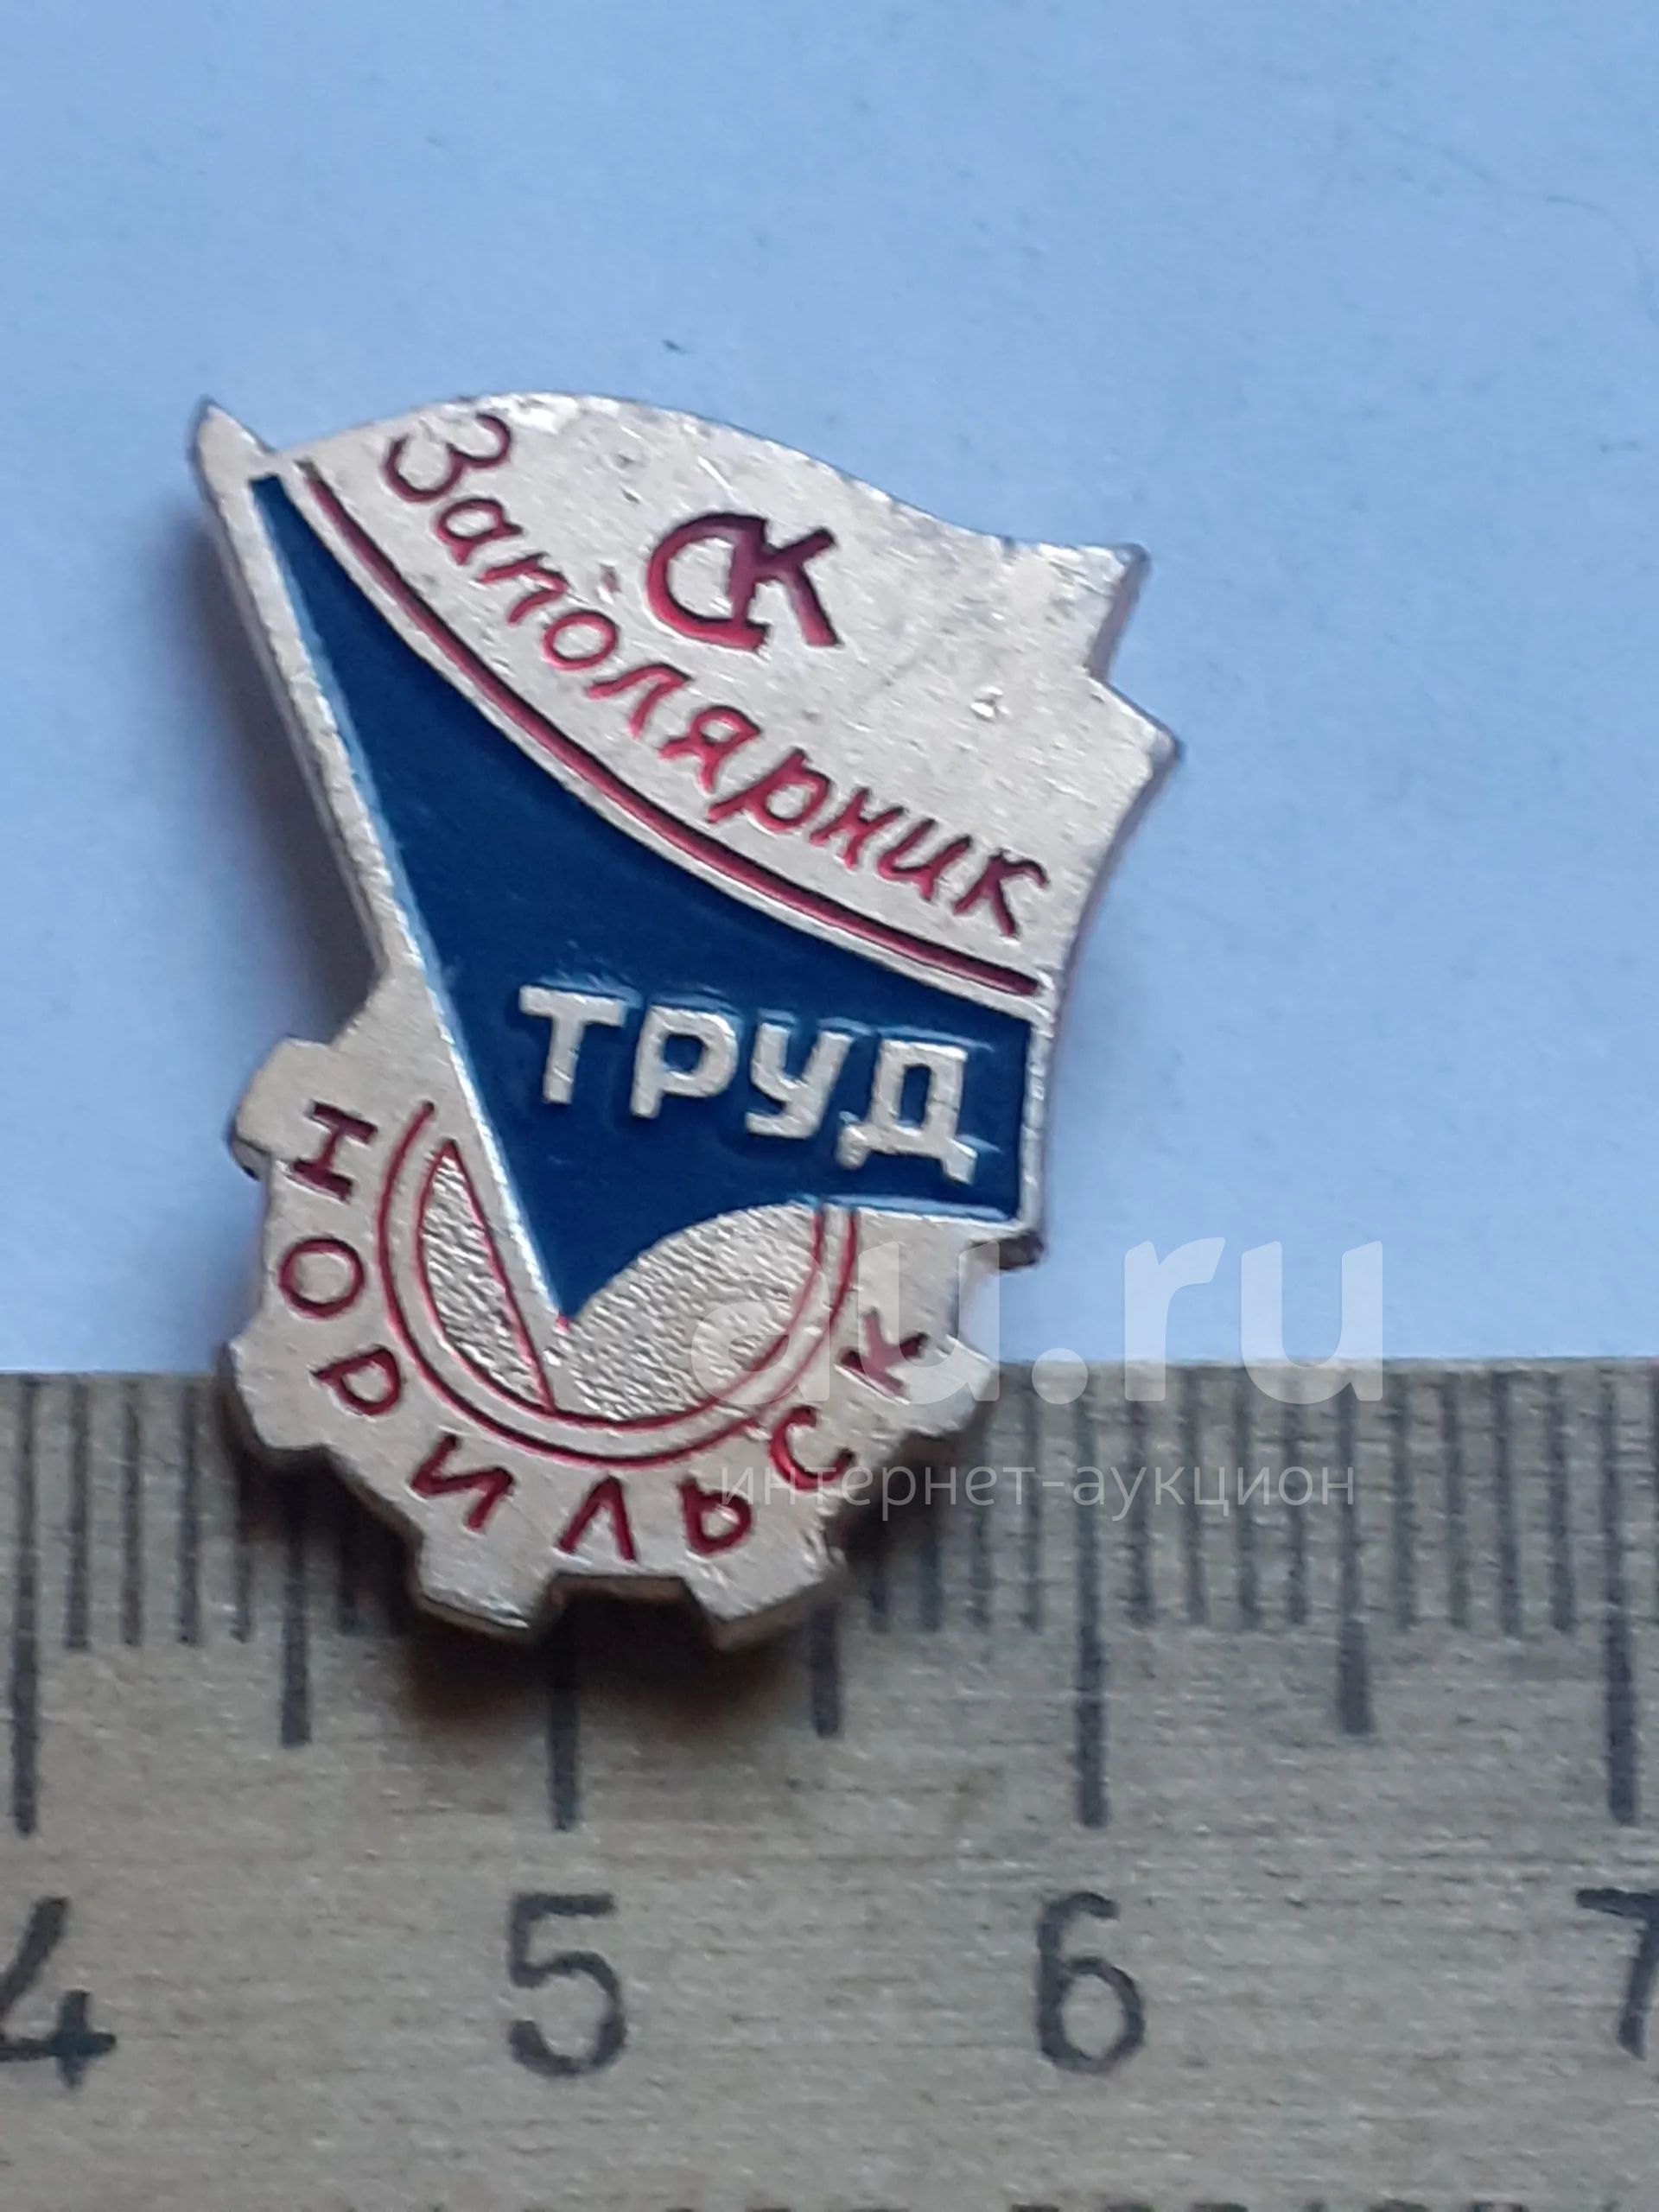 СК
Заполярник
ТРУД
НОРИЛЬСК
au.ru
интернет-аукцион
4 5 6 7